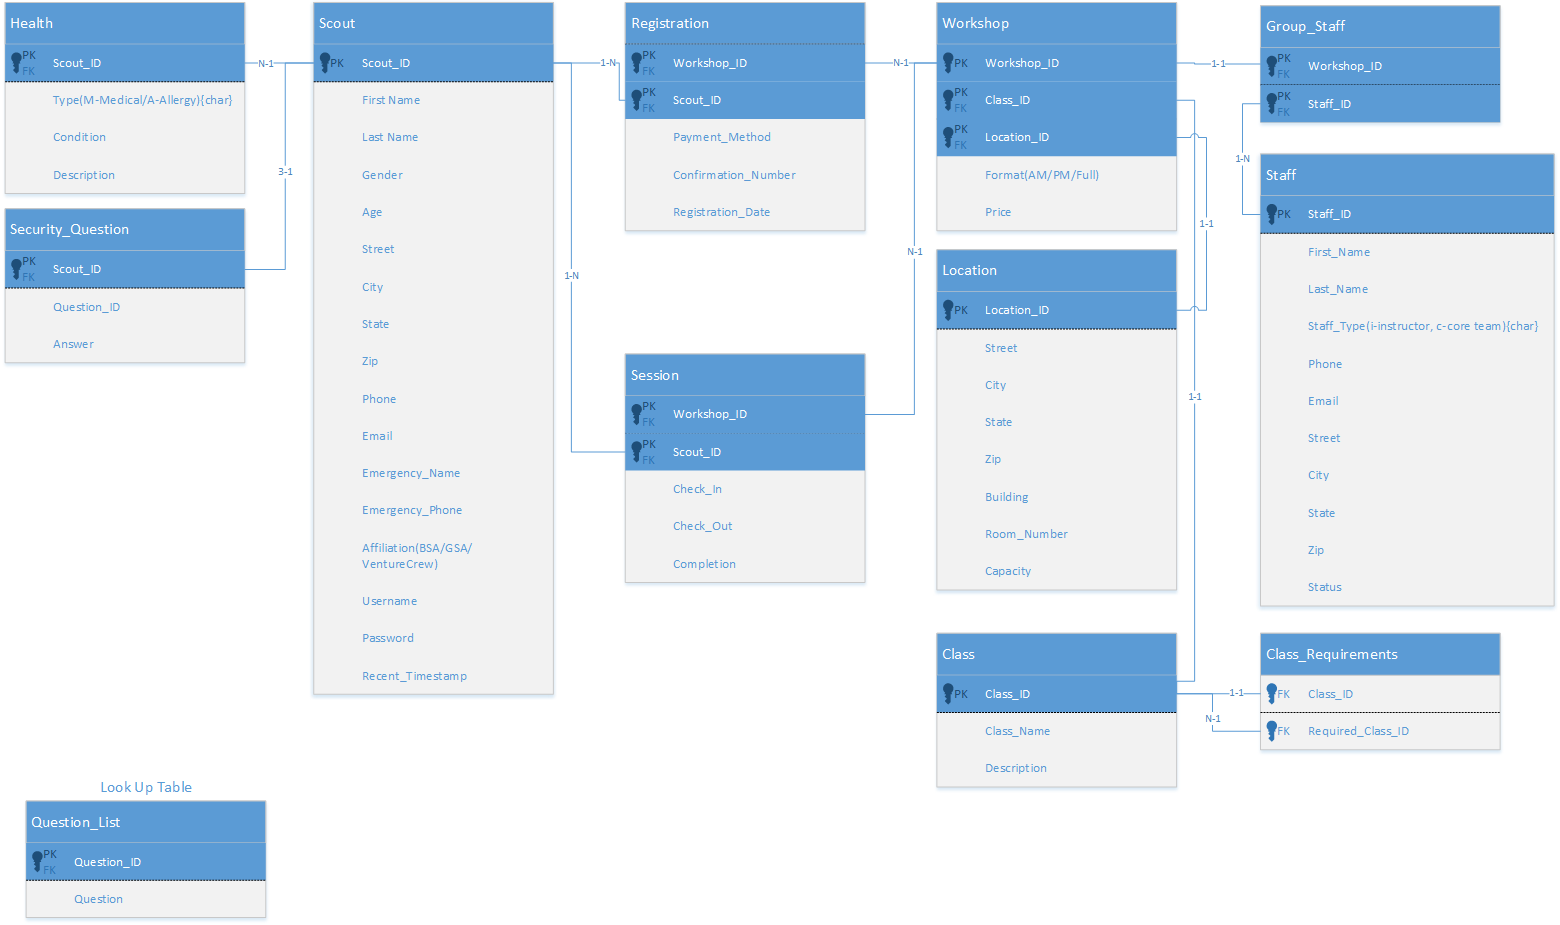 Health
PK
FK
Scout_ID
Type(M-Medical/A-Allergy){char}
Condition
Description
Security_Question
PK
FK
Scout_ID
Question_ID
Answer
N-1
3-1
Scout
PK
Scout_ID
First Name
Last Name
Gender
Age
Street
City
State
Zip
Phone
Email
Emergency_Name
Emergency_Phone
Affiliation(BSA/GSA/
VentureCrew)
Username
Password
Recent_Timestamp
1-N
1-N
Registration
PK
FK
Workshop_ID
PK
FK
Scout_ID
Payment_Method
Confirmation_Number
Registration_Date
Session
PK
FK
Workshop_ID
PK
FK
Scout_ID
Check_In
Check_Out
Completion
N-1
N-1
Workshop
PK
Workshop_ID
PK
FK
Class_ID
PK
FK
Location_ID
Format(AM/PM/Full)
Price
Location
PK
Location_ID
Street
City
State
Zip
Building
Room_Number
Capacity
1-1
1-1
1-1
Class
PK
Class_ID
Class_Name
Description
Group_Staff
PK
FK
Workshop_ID
PK
FK
Staff_ID
1-N
Staff
PK
Staff_ID
First_Name
Last_Name
Staff_Type(i-instructor, c-core team){char}
Phone
Email
Street
City
State
Zip
Status
1-1
N-1
Class_Requirements
FK
Class_ID
FK
Required_Class_ID
Look Up Table
Question_List
PK
FK
Question_ID
Question